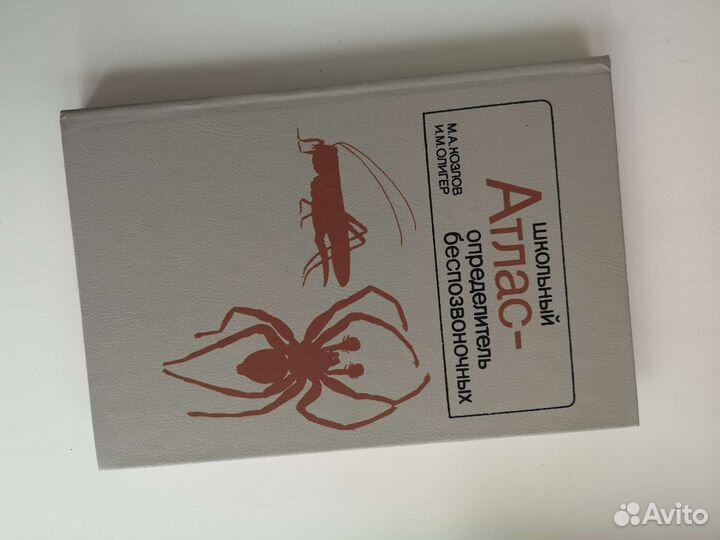 М.А.КОЗЛОВ
И.М.ОЛИГЕР
школьный
Атлас-
определитель
беспозвоночных
Avito